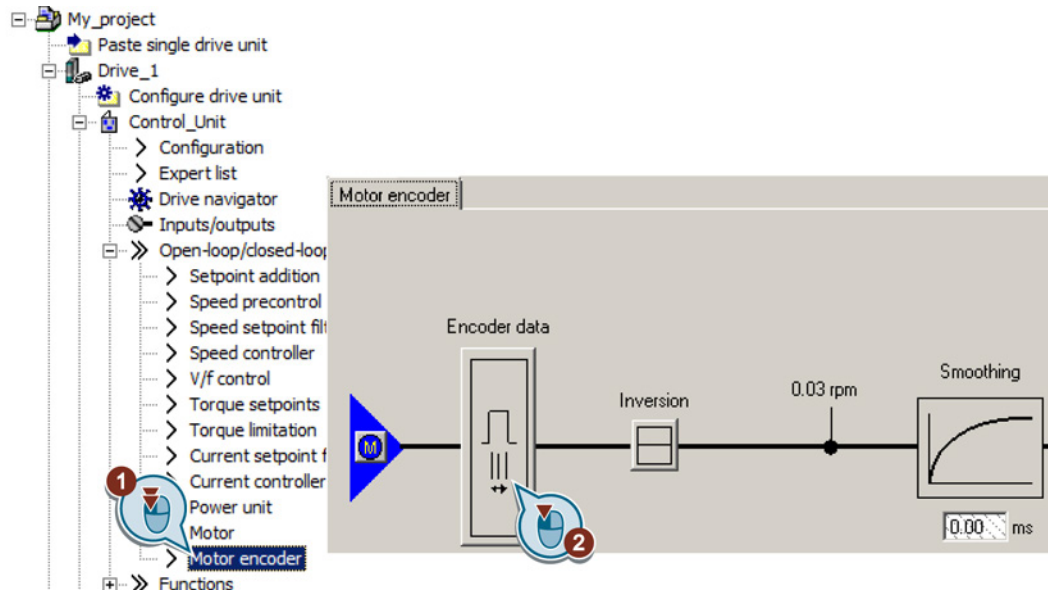 My_project
Paste single drive unit
Drive_1
Configure drive unit
Control_Unit
Configuration
Expert list
Drive navigator
Inputs/outputs
Open-loop/closed-loop
Setpoint addition
Speed precontrol
Speed setpoint filt
Speed controller
V/f control
Torque setpoints
Torque limitation
Current setpoint f
Current controller
Power unit
Motor
Motor encoder
Functions
1
Motor encoder
Encoder data
M
Inversion
0.03 rpm
Smoothing
0.00 ms
2